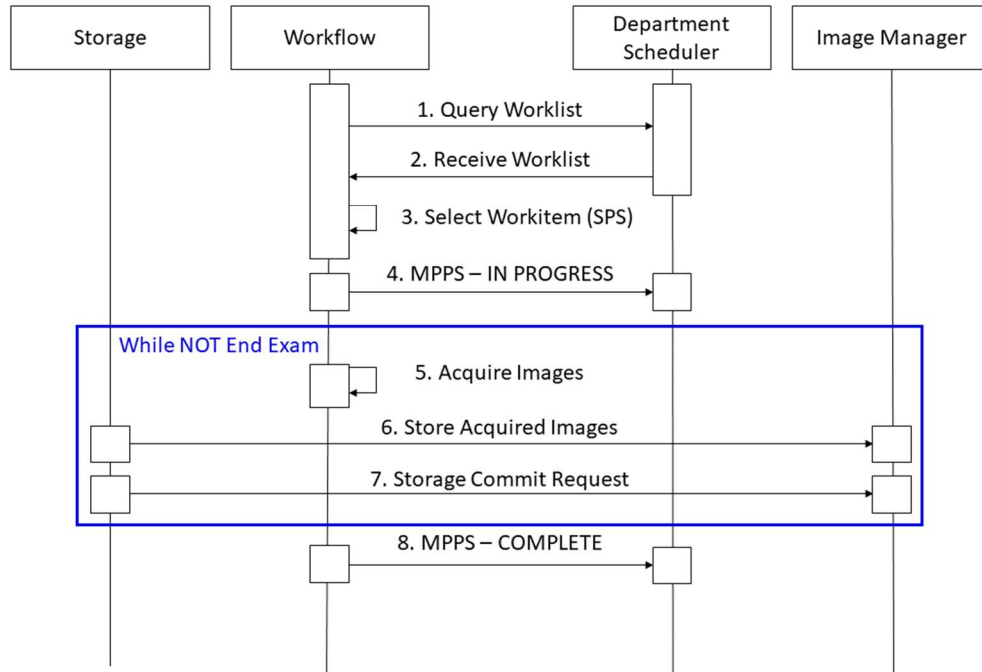 Storage
Workflow
Department
Scheduler
Image Manager
1. Query Worklist
2. Receive Worklist
3. Select Workitem (SPS)
4. MPPS – IN PROGRESS
While NOT End Exam
5. Acquire Images
6. Store Acquired Images
7. Storage Commit Request
8. MPPS – COMPLETE